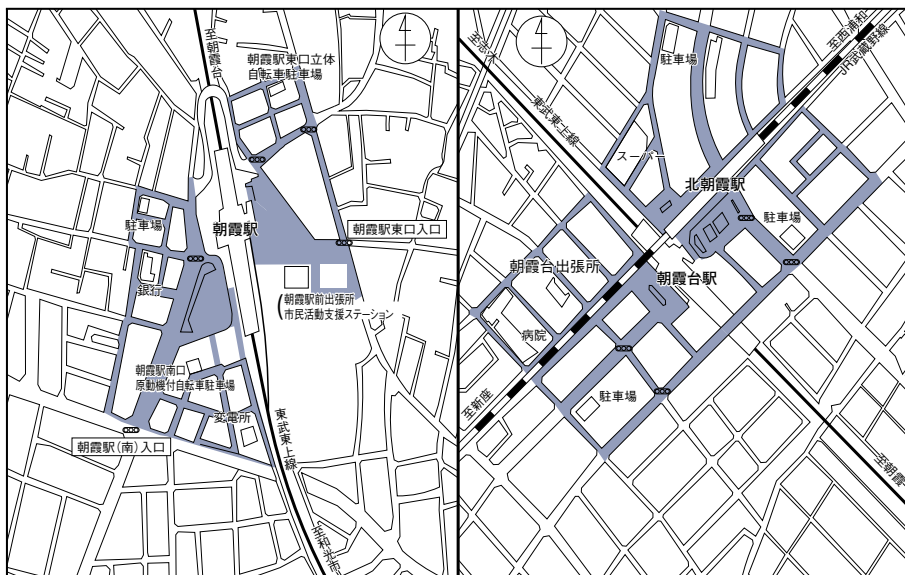 至朝霞台
朝霞駅東口立体
自転車駐車場
朝霞駅
朝霞駅東口入口
駐車場
銀行
朝霞駅前出張所
市民活動支援ステーション
朝霞駅南口
原動機付自転車駐車場
変電所
朝霞駅(南)入口
東武東上線
至和光市
至志木
東武東上線
駐車場
至西浦和
JR武蔵野線
スーパー
北朝霞駅
駐車場
朝霞台出張所
朝霞台駅
病院
駐車場
至新座
至朝霞